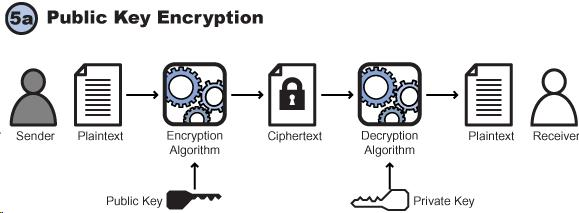 5a Public Key Encryption
Sender Plaintext Encryption Algorithm Ciphertext Decryption Algorithm Plaintext Receiver
Public Key Private Key